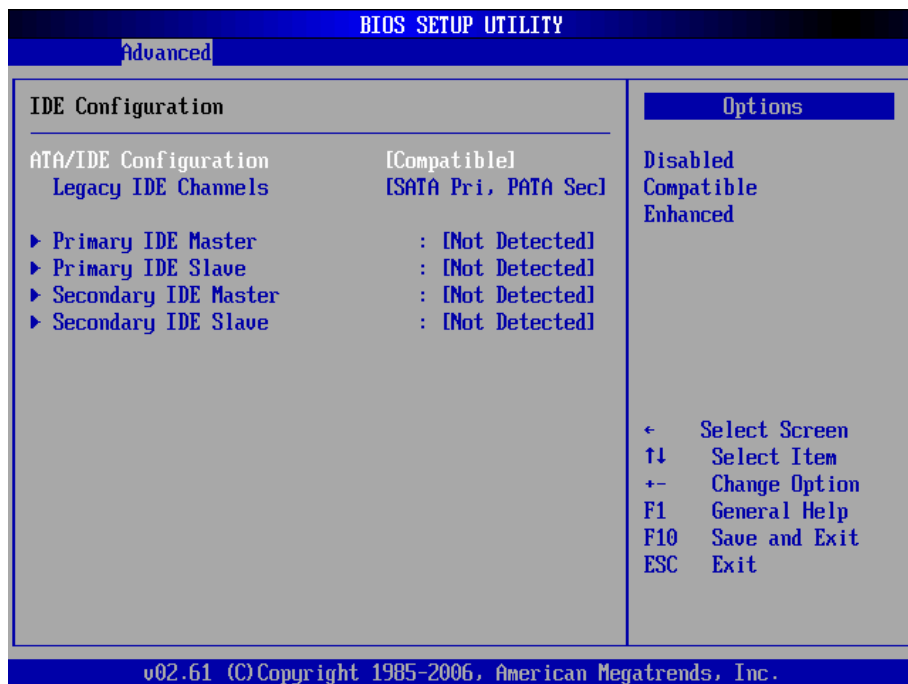 BIOS SETUP UTILITY
Advanced
IDE Configuration
ATA/IDE Configuration [Compatible]
Legacy IDE Channels [SATA Pri, PATA Sec]
▶ Primary IDE Master : [Not Detected]
▶ Primary IDE Slave : [Not Detected]
▶ Secondary IDE Master : [Not Detected]
▶ Secondary IDE Slave : [Not Detected]
Options
Disabled
Compatible
Enhanced
← Select Screen
↑↓ Select Item
+- Change Option
F1 General Help
F10 Save and Exit
ESC Exit
v02.61 (C)Copyright 1985-2006, American Megatrends, Inc.